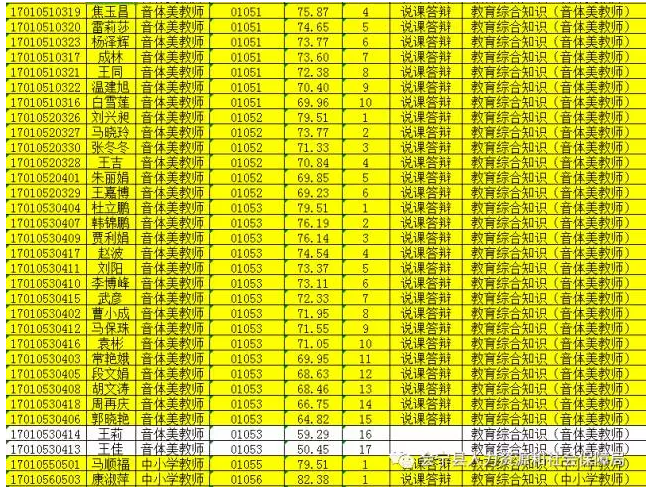 17010510319 焦玉昌 音体美教师 01051 75.87 4 说课答辩 教育综合知识（音体美教师）
17010510320 雷莉莎 音体美教师 01051 74.65 5 说课答辩 教育综合知识（音体美教师）
17010510323 杨泽辉 音体美教师 01051 73.77 6 说课答辩 教育综合知识（音体美教师）
17010510317 成林 音体美教师 01051 73.60 7 说课答辩 教育综合知识（音体美教师）
17010510321 王同 音体美教师 01051 72.38 8 说课答辩 教育综合知识（音体美教师）
17010510322 温建旭 音体美教师 01051 70.40 9 说课答辩 教育综合知识（音体美教师）
17010510316 白雪莲 音体美教师 01051 69.96 10 说课答辩 教育综合知识（音体美教师）
17010520326 刘兴昶 音体美教师 01052 79.51 1 说课答辩 教育综合知识（音体美教师）
17010520327 马晓玲 音体美教师 01052 73.77 2 说课答辩 教育综合知识（音体美教师）
17010520330 张冬冬 音体美教师 01052 71.33 3 说课答辩 教育综合知识（音体美教师）
17010520328 王吉 音体美教师 01052 70.84 4 说课答辩 教育综合知识（音体美教师）
17010520401 朱丽娟 音体美教师 01052 69.85 5 说课答辩 教育综合知识（音体美教师）
17010520329 王嘉博 音体美教师 01052 69.23 6 说课答辩 教育综合知识（音体美教师）
17010530404 杜立鹏 音体美教师 01053 79.51 1 说课答辩 教育综合知识（音体美教师）
17010530407 韩锦鹏 音体美教师 01053 76.19 2 说课答辩 教育综合知识（音体美教师）
17010530409 贾利娟 音体美教师 01053 76.14 3 说课答辩 教育综合知识（音体美教师）
17010530417 赵波 音体美教师 01053 74.54 4 说课答辩 教育综合知识（音体美教师）
17010530411 刘阳 音体美教师 01053 73.37 5 说课答辩 教育综合知识（音体美教师）
17010530410 李博峰 音体美教师 01053 73.11 6 说课答辩 教育综合知识（音体美教师）
17010530415 武彦 音体美教师 01053 72.33 7 说课答辩 教育综合知识（音体美教师）
17010530402 曹小成 音体美教师 01053 71.95 8 说课答辩 教育综合知识（音体美教师）
17010530412 马保珠 音体美教师 01053 71.55 9 说课答辩 教育综合知识（音体美教师）
17010530416 袁彬 音体美教师 01053 71.05 10 说课答辩 教育综合知识（音体美教师）
17010530403 常艳娥 音体美教师 01053 69.95 11 说课答辩 教育综合知识（音体美教师）
17010530405 段文娟 音体美教师 01053 68.63 12 说课答辩 教育综合知识（音体美教师）
17010530408 胡文涛 音体美教师 01053 68.46 13 说课答辩 教育综合知识（音体美教师）
17010530418 周再庆 音体美教师 01053 66.75 14 说课答辩 教育综合知识（音体美教师）
17010530406 郭晓艳 音体美教师 01053 64.82 15 说课答辩 教育综合知识（音体美教师）
17010530414 王莉 音体美教师 01053 59.29 16 教育综合知识（音体美教师）
17010530413 王佳 音体美教师 01053 50.45 17 教育综合知识（音体美教师）
17010550501 马顺福 中小学教师 01055 79.51 1 说课答辩 教育综合知识（中小学教师）
17010560503 康淑萍 中小学教师 01056 82.38 1 说课答辩 教育综合知识（中小学教师）